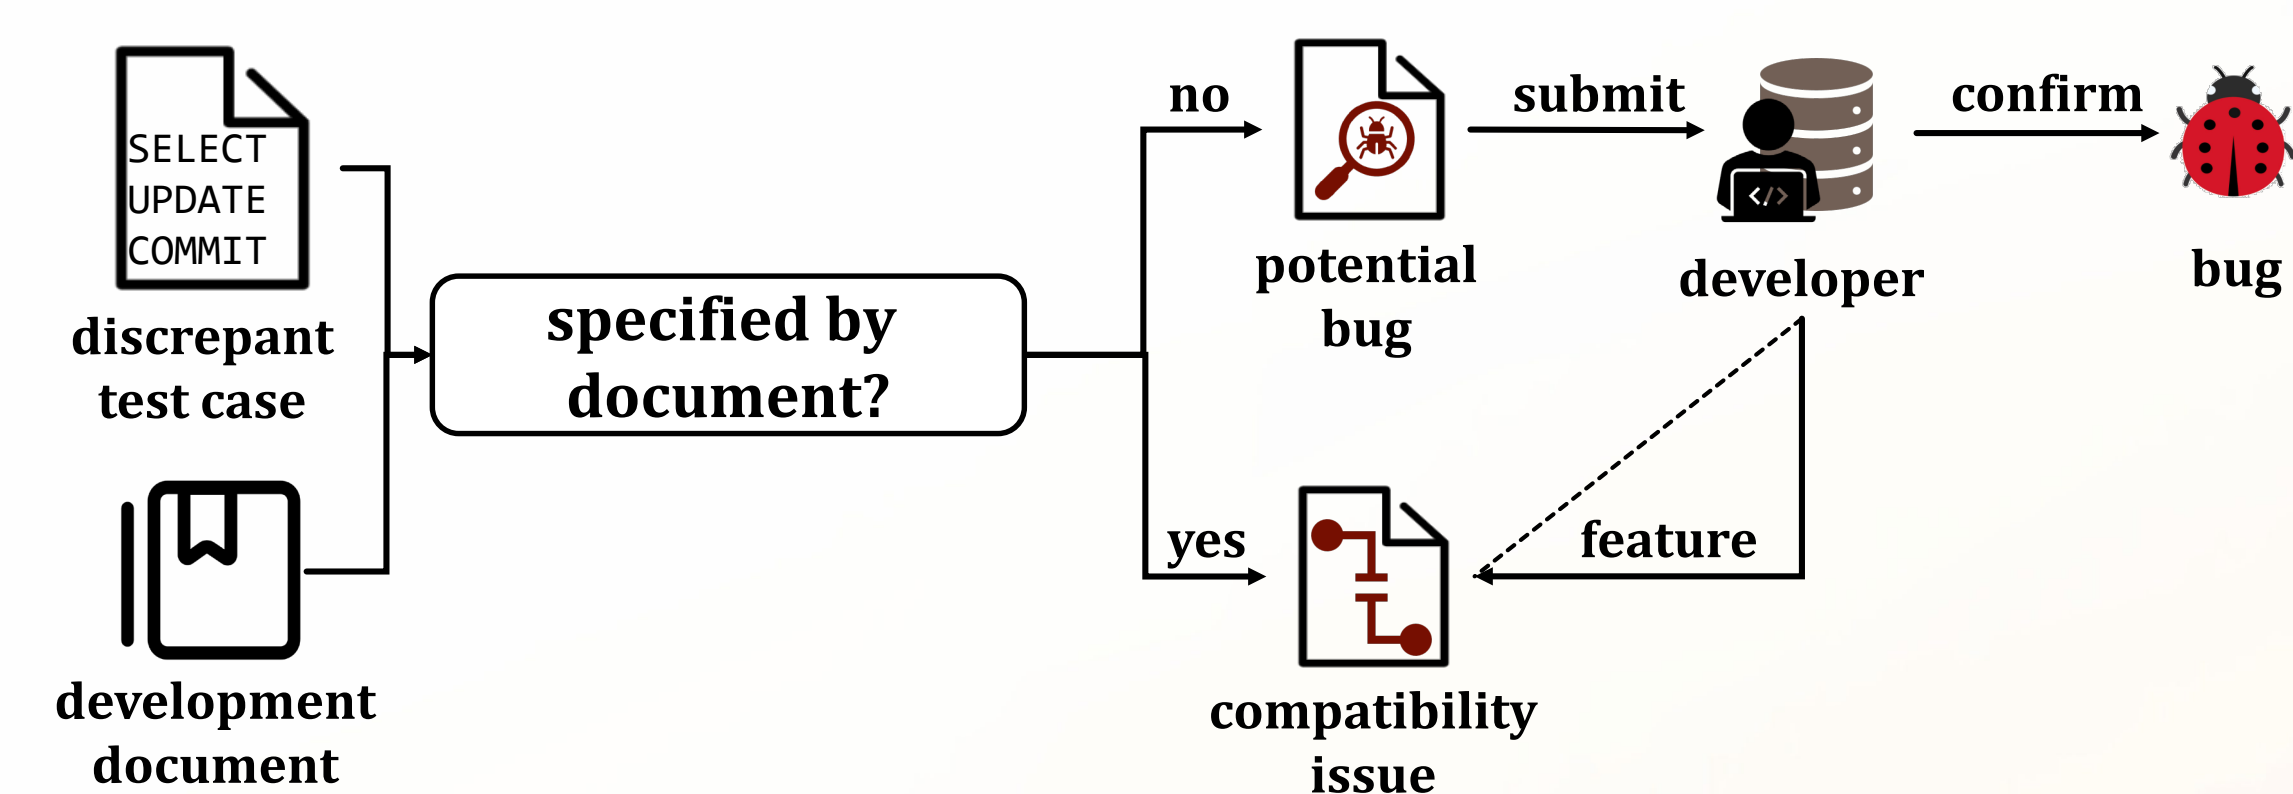 SELECT
UPDATE
COMMIT
discrepant
test case
development
document
specified by
document?
no
potential
bug
submit
developer
confirm
bug
yes
compatibility
issue
feature